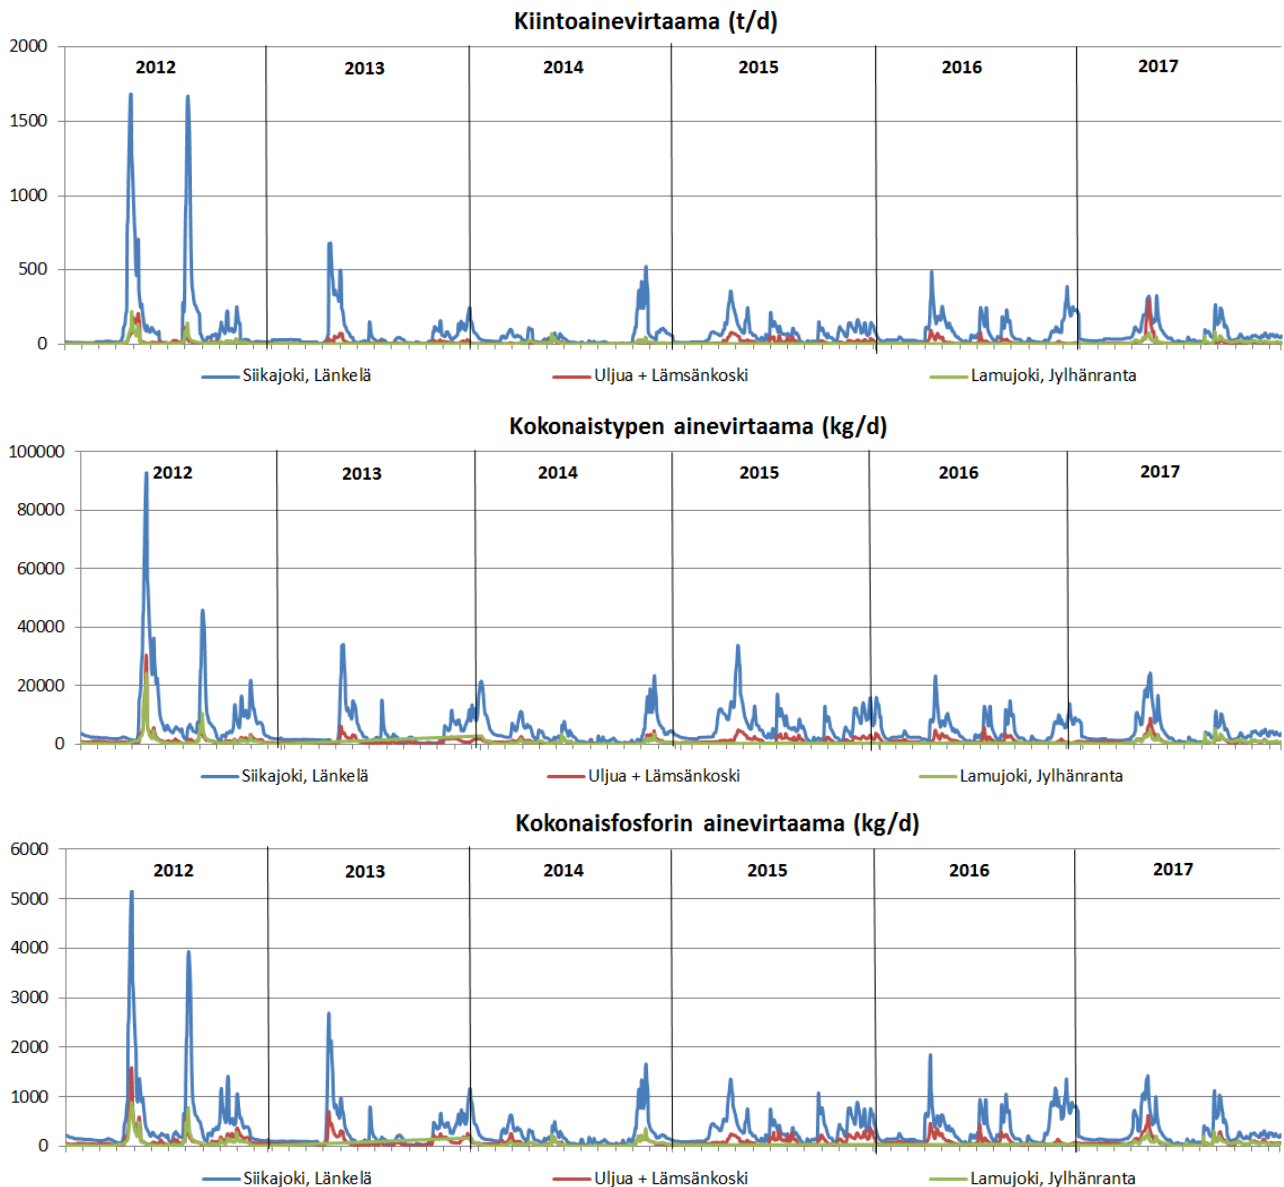 Kiintoainevirtaama (t/d)
2000
1500
1000
500
0
2012 2013 2014 2015 2016 2017
Siikajoki, Länkelä Uljua + Lämsänkoski Lamujoki, Jylhänranta
Kokonaistypen ainevirtaama (kg/d)
100000
80000
60000
40000
20000
0
2012 2013 2014 2015 2016 2017
Siikajoki, Länkelä Uljua + Lämsänkoski Lamujoki, Jylhänranta
Kokonaisfosforin ainevirtaama (kg/d)
6000
5000
4000
3000
2000
1000
0
2012 2013 2014 2015 2016 2017
Siikajoki, Länkelä Uljua + Lämsänkoski Lamujoki, Jylhänranta